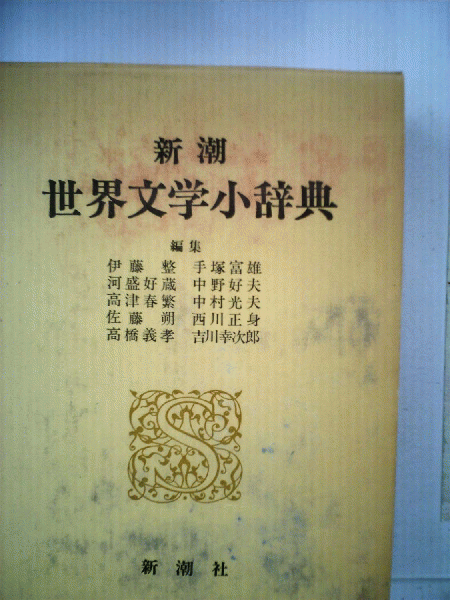 新潮
世界文学小辞典
編集
伊藤 整 手塚富雄
河盛好蔵 中野好夫
高津春繁 中村光夫
佐藤 朔 西川正身
高橋義孝 吉川幸次郎
S
新潮社